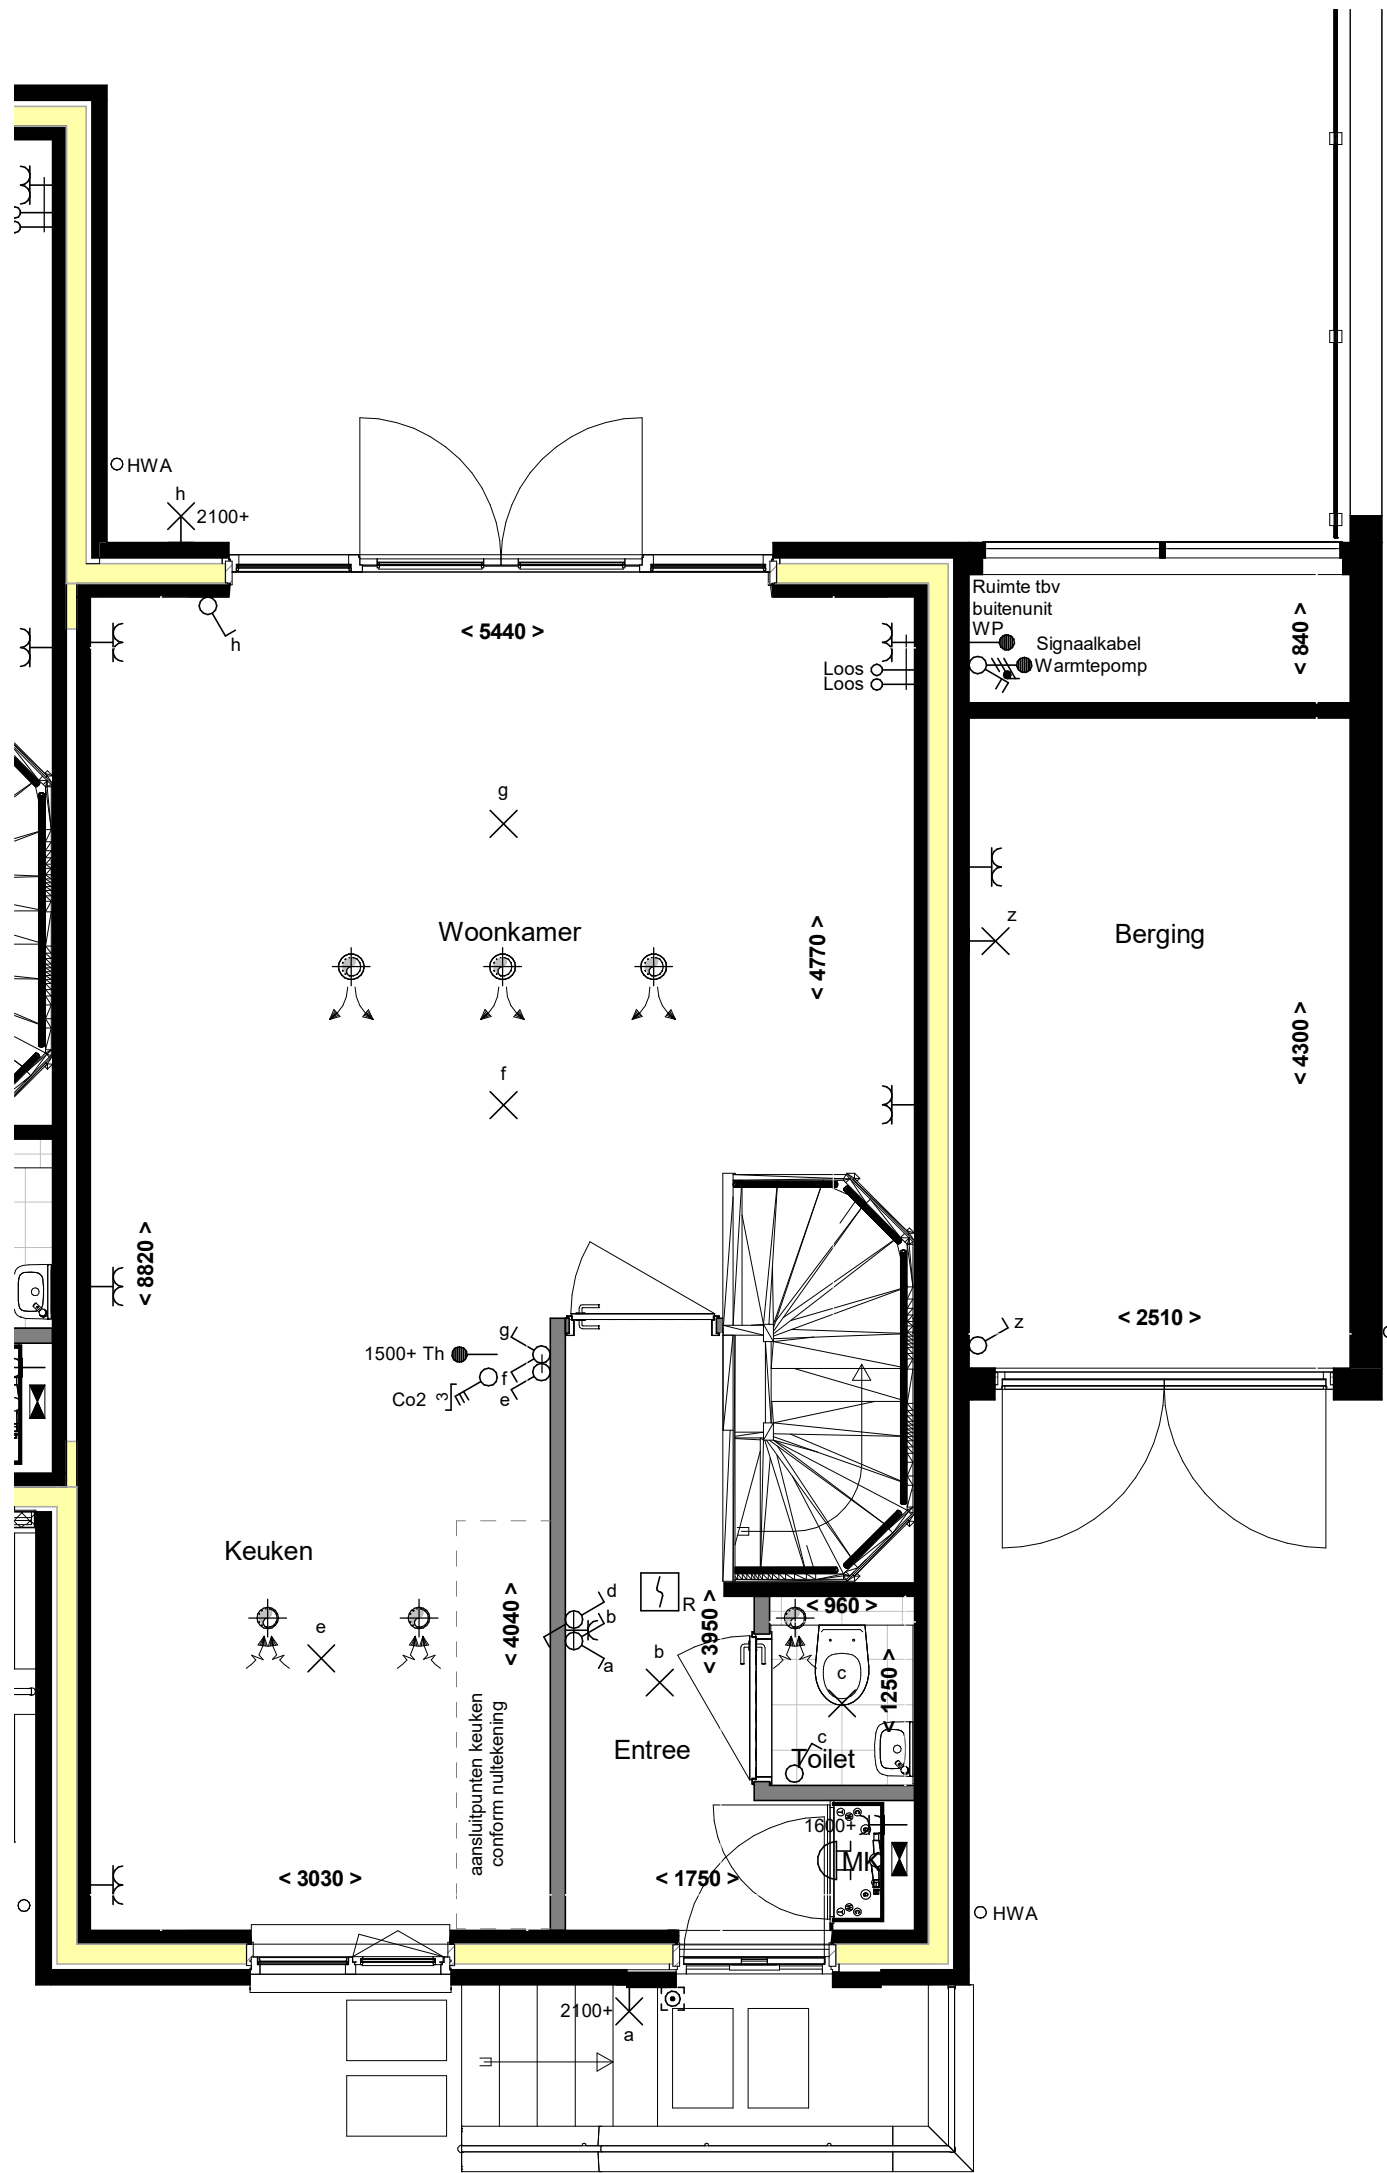 HWA
h
2100+
h
< 5440 >
Loos
Loos
Ruimte tbv
buitenunit
WP
Signaalkabel
Warmtepomp
< 840 >
g
Woonkamer
< 4770 >
z
Berging
< 4300 >
f
< 8820 >
< 2510 >
z
g
1500+ Th
f
Co2 3
e
Keuken
< 4040 >
e
aansluitpunten keuken
conform nultekening
< 3030 >
d
b
a
R
< 3950 >
b
Entree
< 1750 >
< 960 >
c
< 1250 >
c
Toilet
1600+
MK
HWA
2100+
a